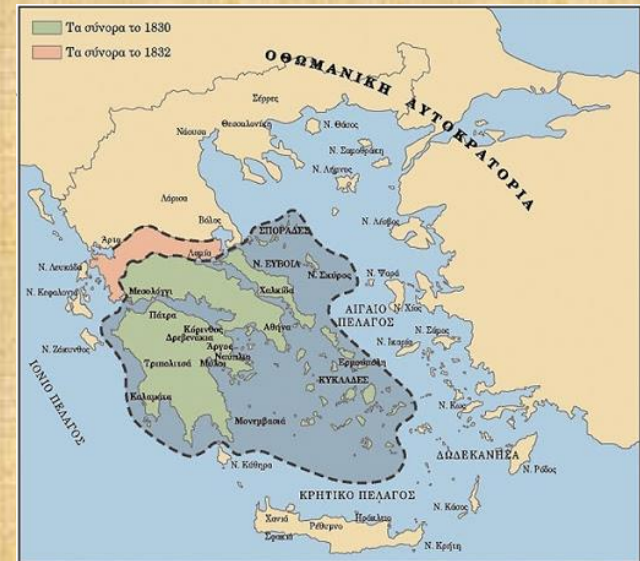 Τα σύνορα το 1830
Τα σύνορα το 1832
ΟΘΩΜΑΝΙΚΗ ΑΥΤΟΚΡΑΤΟΡΙΑ
Σέρρες
Θεσσαλονίκη
Νάουσα
Ν. Θάσος
Ν. Σαμοθράκη
Ν. Λήμνος
Λάρισα
Βόλος
Άρτα
Λαμία
ΣΠΟΡΑΔΕΣ
Ν. Λέσβος
Ν. Λευκάδα
Ν. ΕΥΒΟΙΑ
Ν. Σκύρος
Ν. Ψαρά
Ν. Κεφαλονιά
Μεσολόγγι
Χαλκίδα
Ν. Χίος
ΑΙΓΑΙΟ
ΠΕΛΑΓΟΣ
Πάτρα
Αθήνα
Κόρινθος
Δρεβενάκια
Ν. Σάμος
Ν. Ζάκυνθος
Άργος
Ναύπλιο
Ν. Ικαρία
Τριπολιτσά
Μύλοι
Ερμούπολη
ΚΥΚΛΑΔΕΣ
ΙΟΝΙΟ ΠΕΛΑΓΟΣ
Καλαμάτα
Μονεμβασιά
Ν. Κως
ΔΩΔΕΚΑΝΗΣΑ
Ν. Κύθηρα
Ν. Ρόδος
ΚΡΗΤΙΚΟ ΠΕΛΑΓΟΣ
Ν. Κάσος
Χανιά
Ρέθυμνο
Ηράκλειο
Σφακιά
Ν. Κρήτη